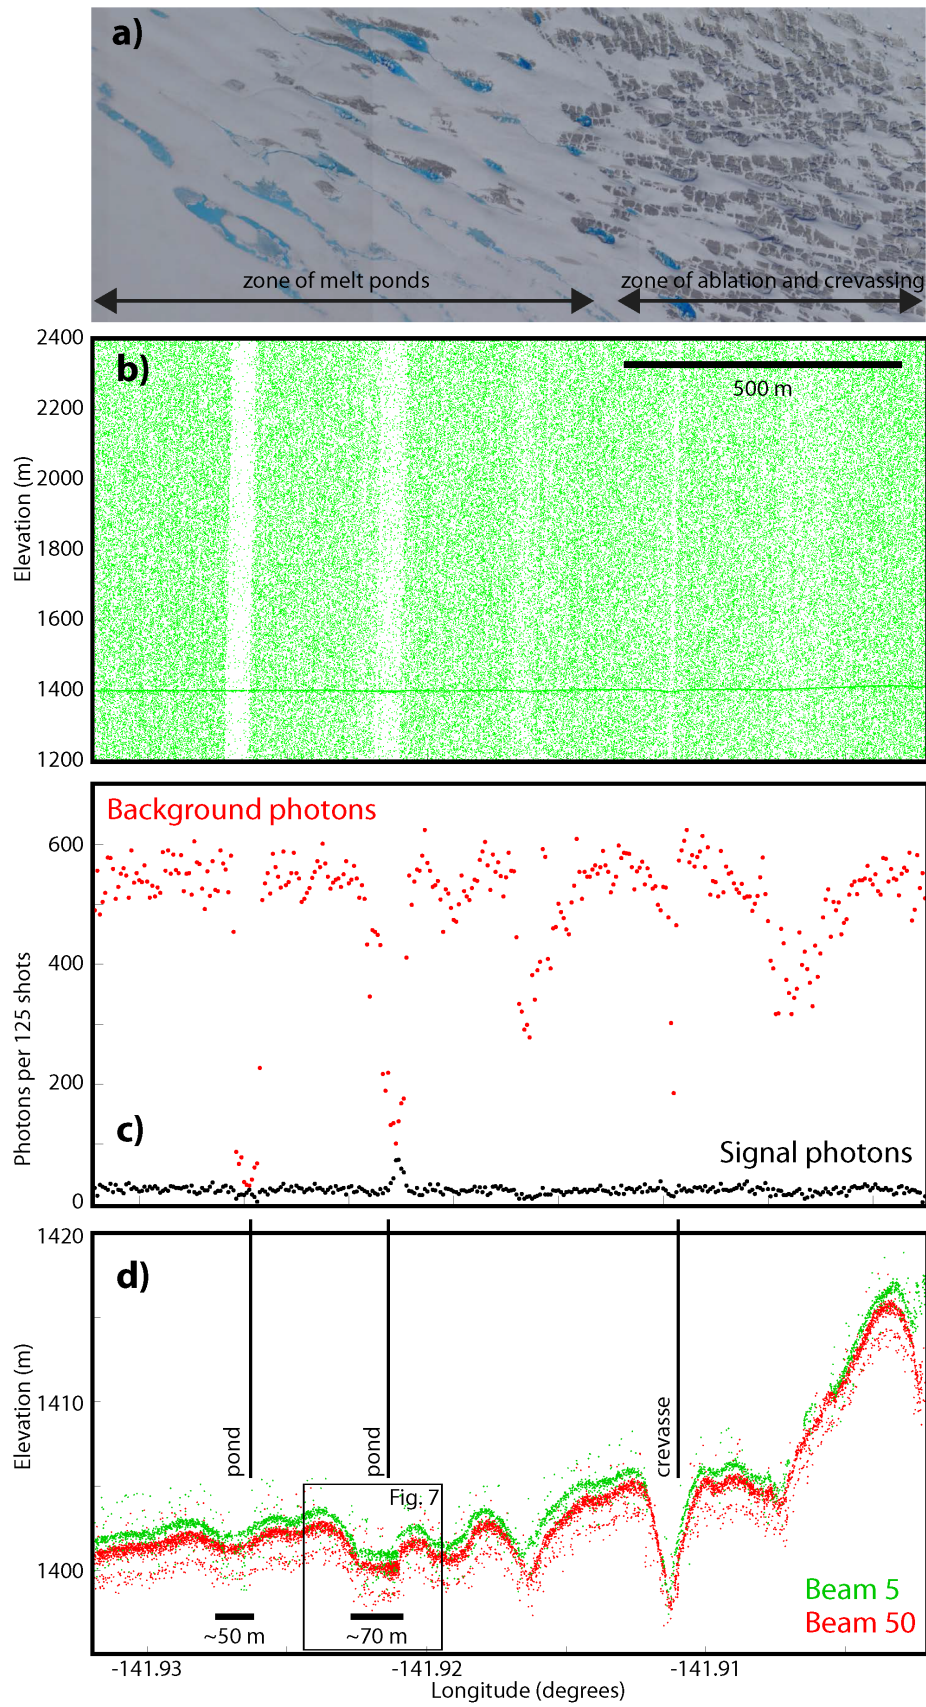 a)
zone of melt ponds
zone of ablation and crevassing
b)
500 m
2400
2200
2000
1800
1600
1400
1200
Elevation (m)
Background photons
600
400
200
0
Photons per 125 shots
c)
Signal photons
1420
1410
1400
Elevation (m)
d)
pond
pond
crevasse
Fig. 7
~50 m
~70 m
Beam 5
Beam 50
-141.93
-141.92
-141.91
Longitude (degrees)